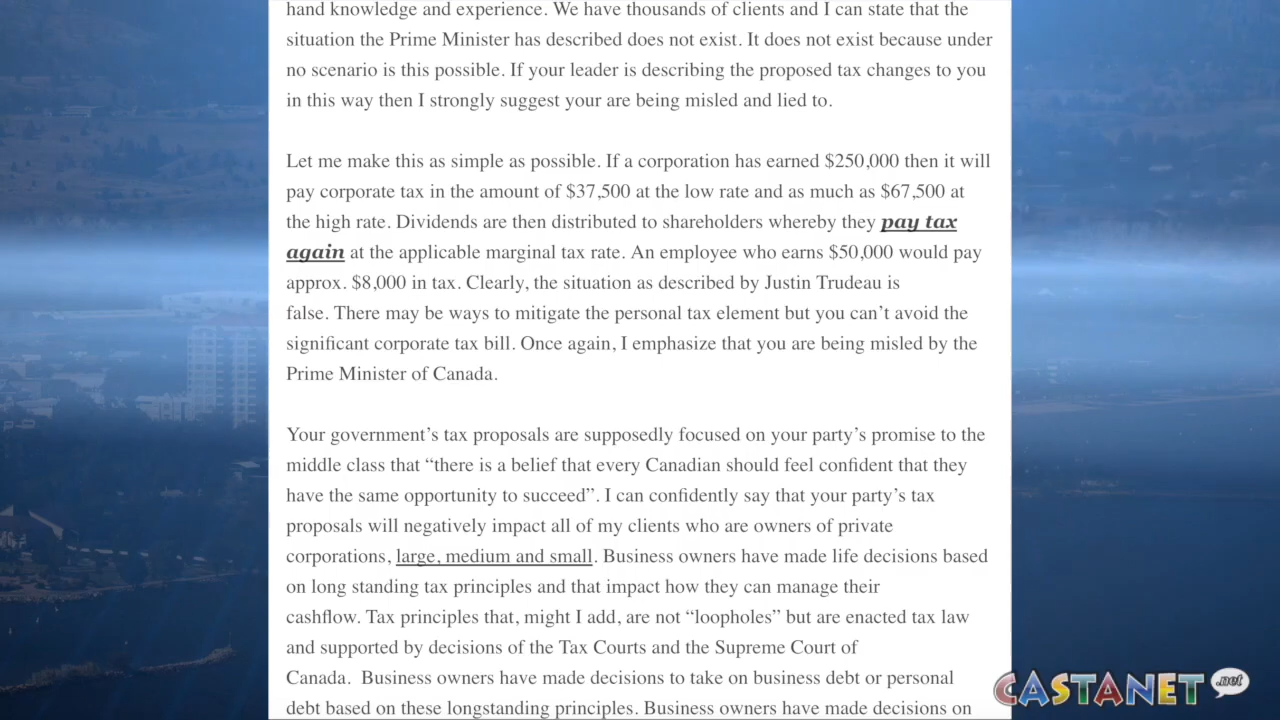 hand knowledge and experience. We have thousands of clients and I can state that the
situation the Prime Minister has described does not exist. It does not exist because under
no scenario is this possible. If your leader is describing the proposed tax changes to you
in this way then I strongly suggest your are being misled and lied to.
Let me make this as simple as possible. If a corporation has earned $250,000 then it will
pay corporate tax in the amount of $37,500 at the low rate and as much as $67,500 at
the high rate. Dividends are then distributed to shareholders whereby they pay tax
again at the applicable marginal tax rate. An employee who earns $50,000 would pay
approx. $8,000 in tax. Clearly, the situation as described by Justin Trudeau is
false. There may be ways to mitigate the personal tax element but you can’t avoid the
significant corporate tax bill. Once again, I emphasize that you are being misled by the
Prime Minister of Canada.
Your government’s tax proposals are supposedly focused on your party’s promise to the
middle class that “there is a belief that every Canadian should feel confident that they
have the same opportunity to succeed”. I can confidently say that your party’s tax
proposals will negatively impact all of my clients who are owners of private
corporations, large, medium and small. Business owners have made life decisions based
on long standing tax principles and that impact how they can manage their
cashflow. Tax principles that, might I add, are not “loopholes” but are enacted tax law
and supported by decisions of the Tax Courts and the Supreme Court of
Canada.  Business owners have made decisions to take on business debt or personal
debt based on these longstanding principles. Business owners have made decisions on
CASTANET .net